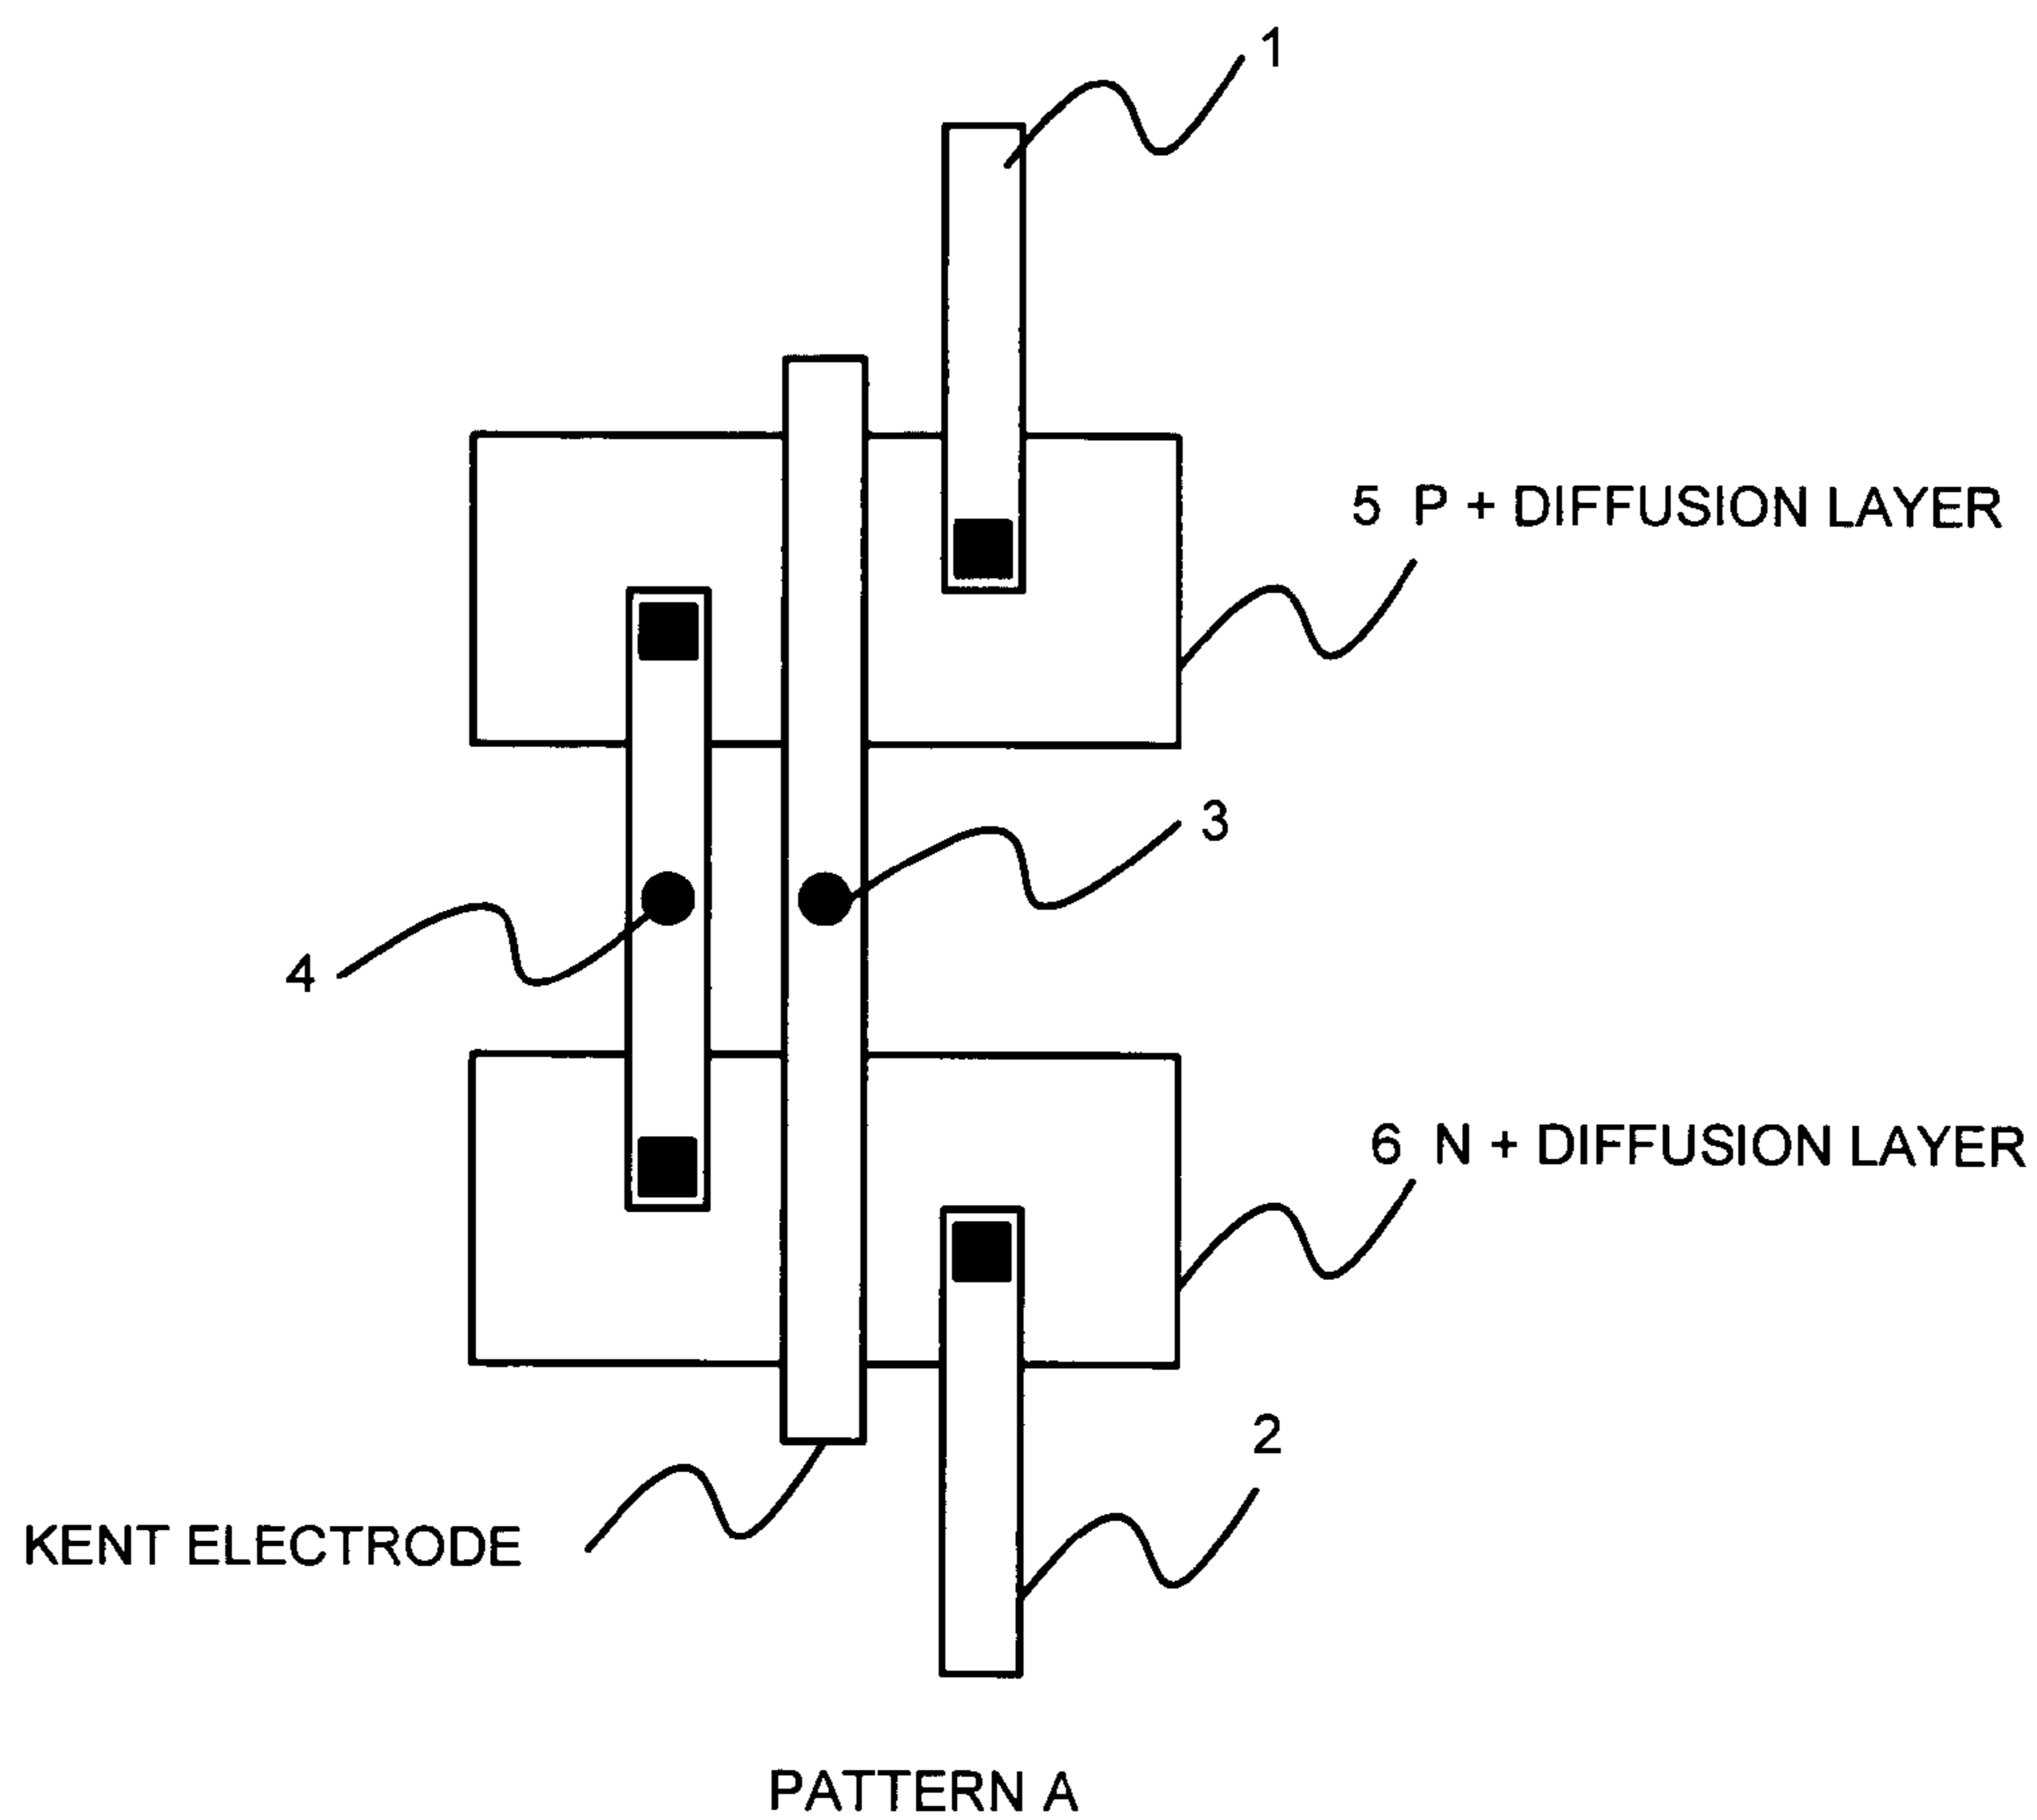 1
5 P + DIFFUSION LAYER
3
4
6 N + DIFFUSION LAYER
2
KENT ELECTRODE
PATTERN A